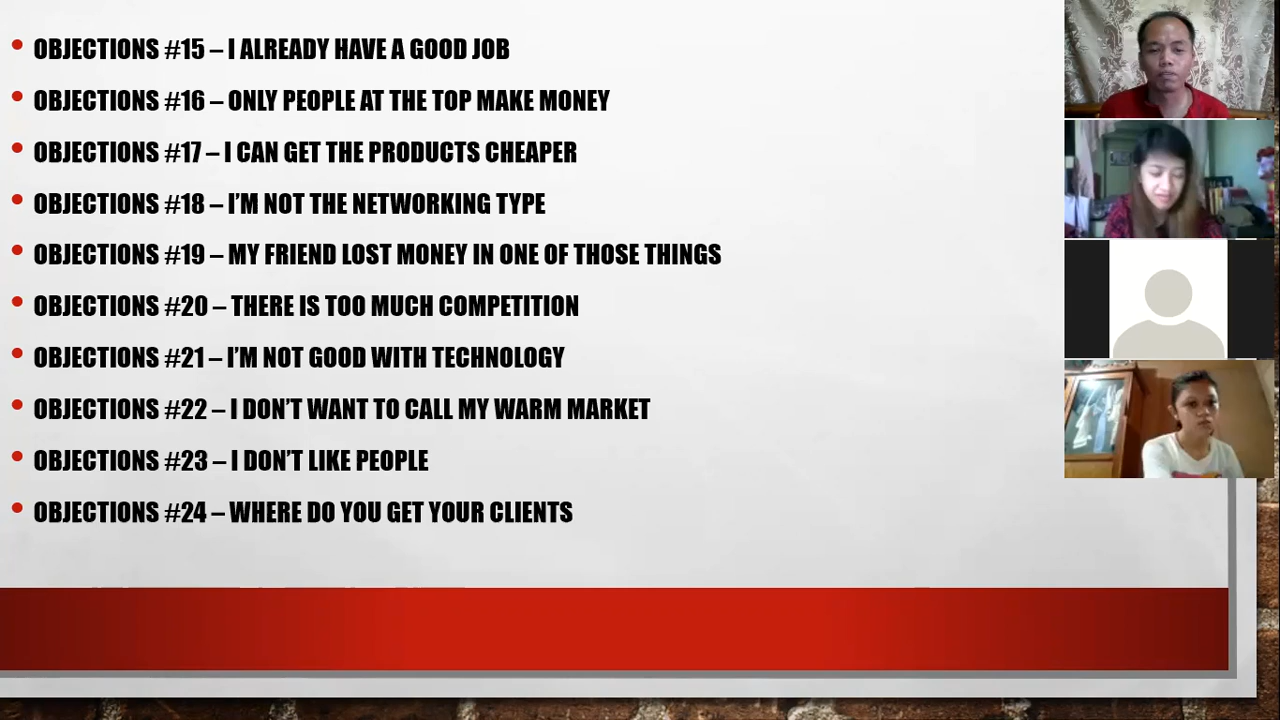 • OBJECTIONS #15 – I ALREADY HAVE A GOOD JOB
• OBJECTIONS #16 – ONLY PEOPLE AT THE TOP MAKE MONEY
• OBJECTIONS #17 – I CAN GET THE PRODUCTS CHEAPER
• OBJECTIONS #18 – I’M NOT THE NETWORKING TYPE
• OBJECTIONS #19 – MY FRIEND LOST MONEY IN ONE OF THOSE THINGS
• OBJECTIONS #20 – THERE IS TOO MUCH COMPETITION
• OBJECTIONS #21 – I’M NOT GOOD WITH TECHNOLOGY
• OBJECTIONS #22 – I DON’T WANT TO CALL MY WARM MARKET
• OBJECTIONS #23 – I DON’T LIKE PEOPLE
• OBJECTIONS #24 – WHERE DO YOU GET YOUR CLIENTS